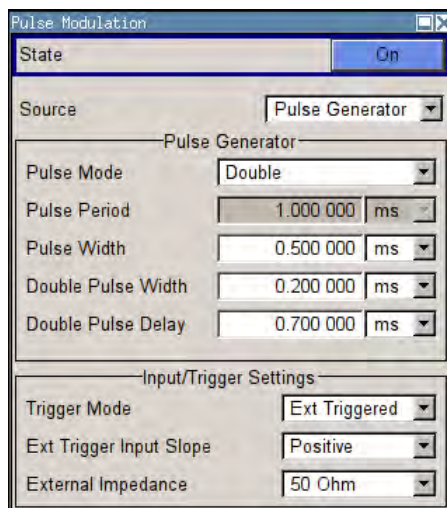 Pulse Modulation
State On
Source Pulse Generator
Pulse Generator
Pulse Mode Double
Pulse Period 1.000 000 ms
Pulse Width 0.500 000 ms
Double Pulse Width 0.200 000 ms
Double Pulse Delay 0.700 000 ms
Input/Trigger Settings
Trigger Mode Ext Triggered
Ext Trigger Input Slope Positive
External Impedance 50 Ohm